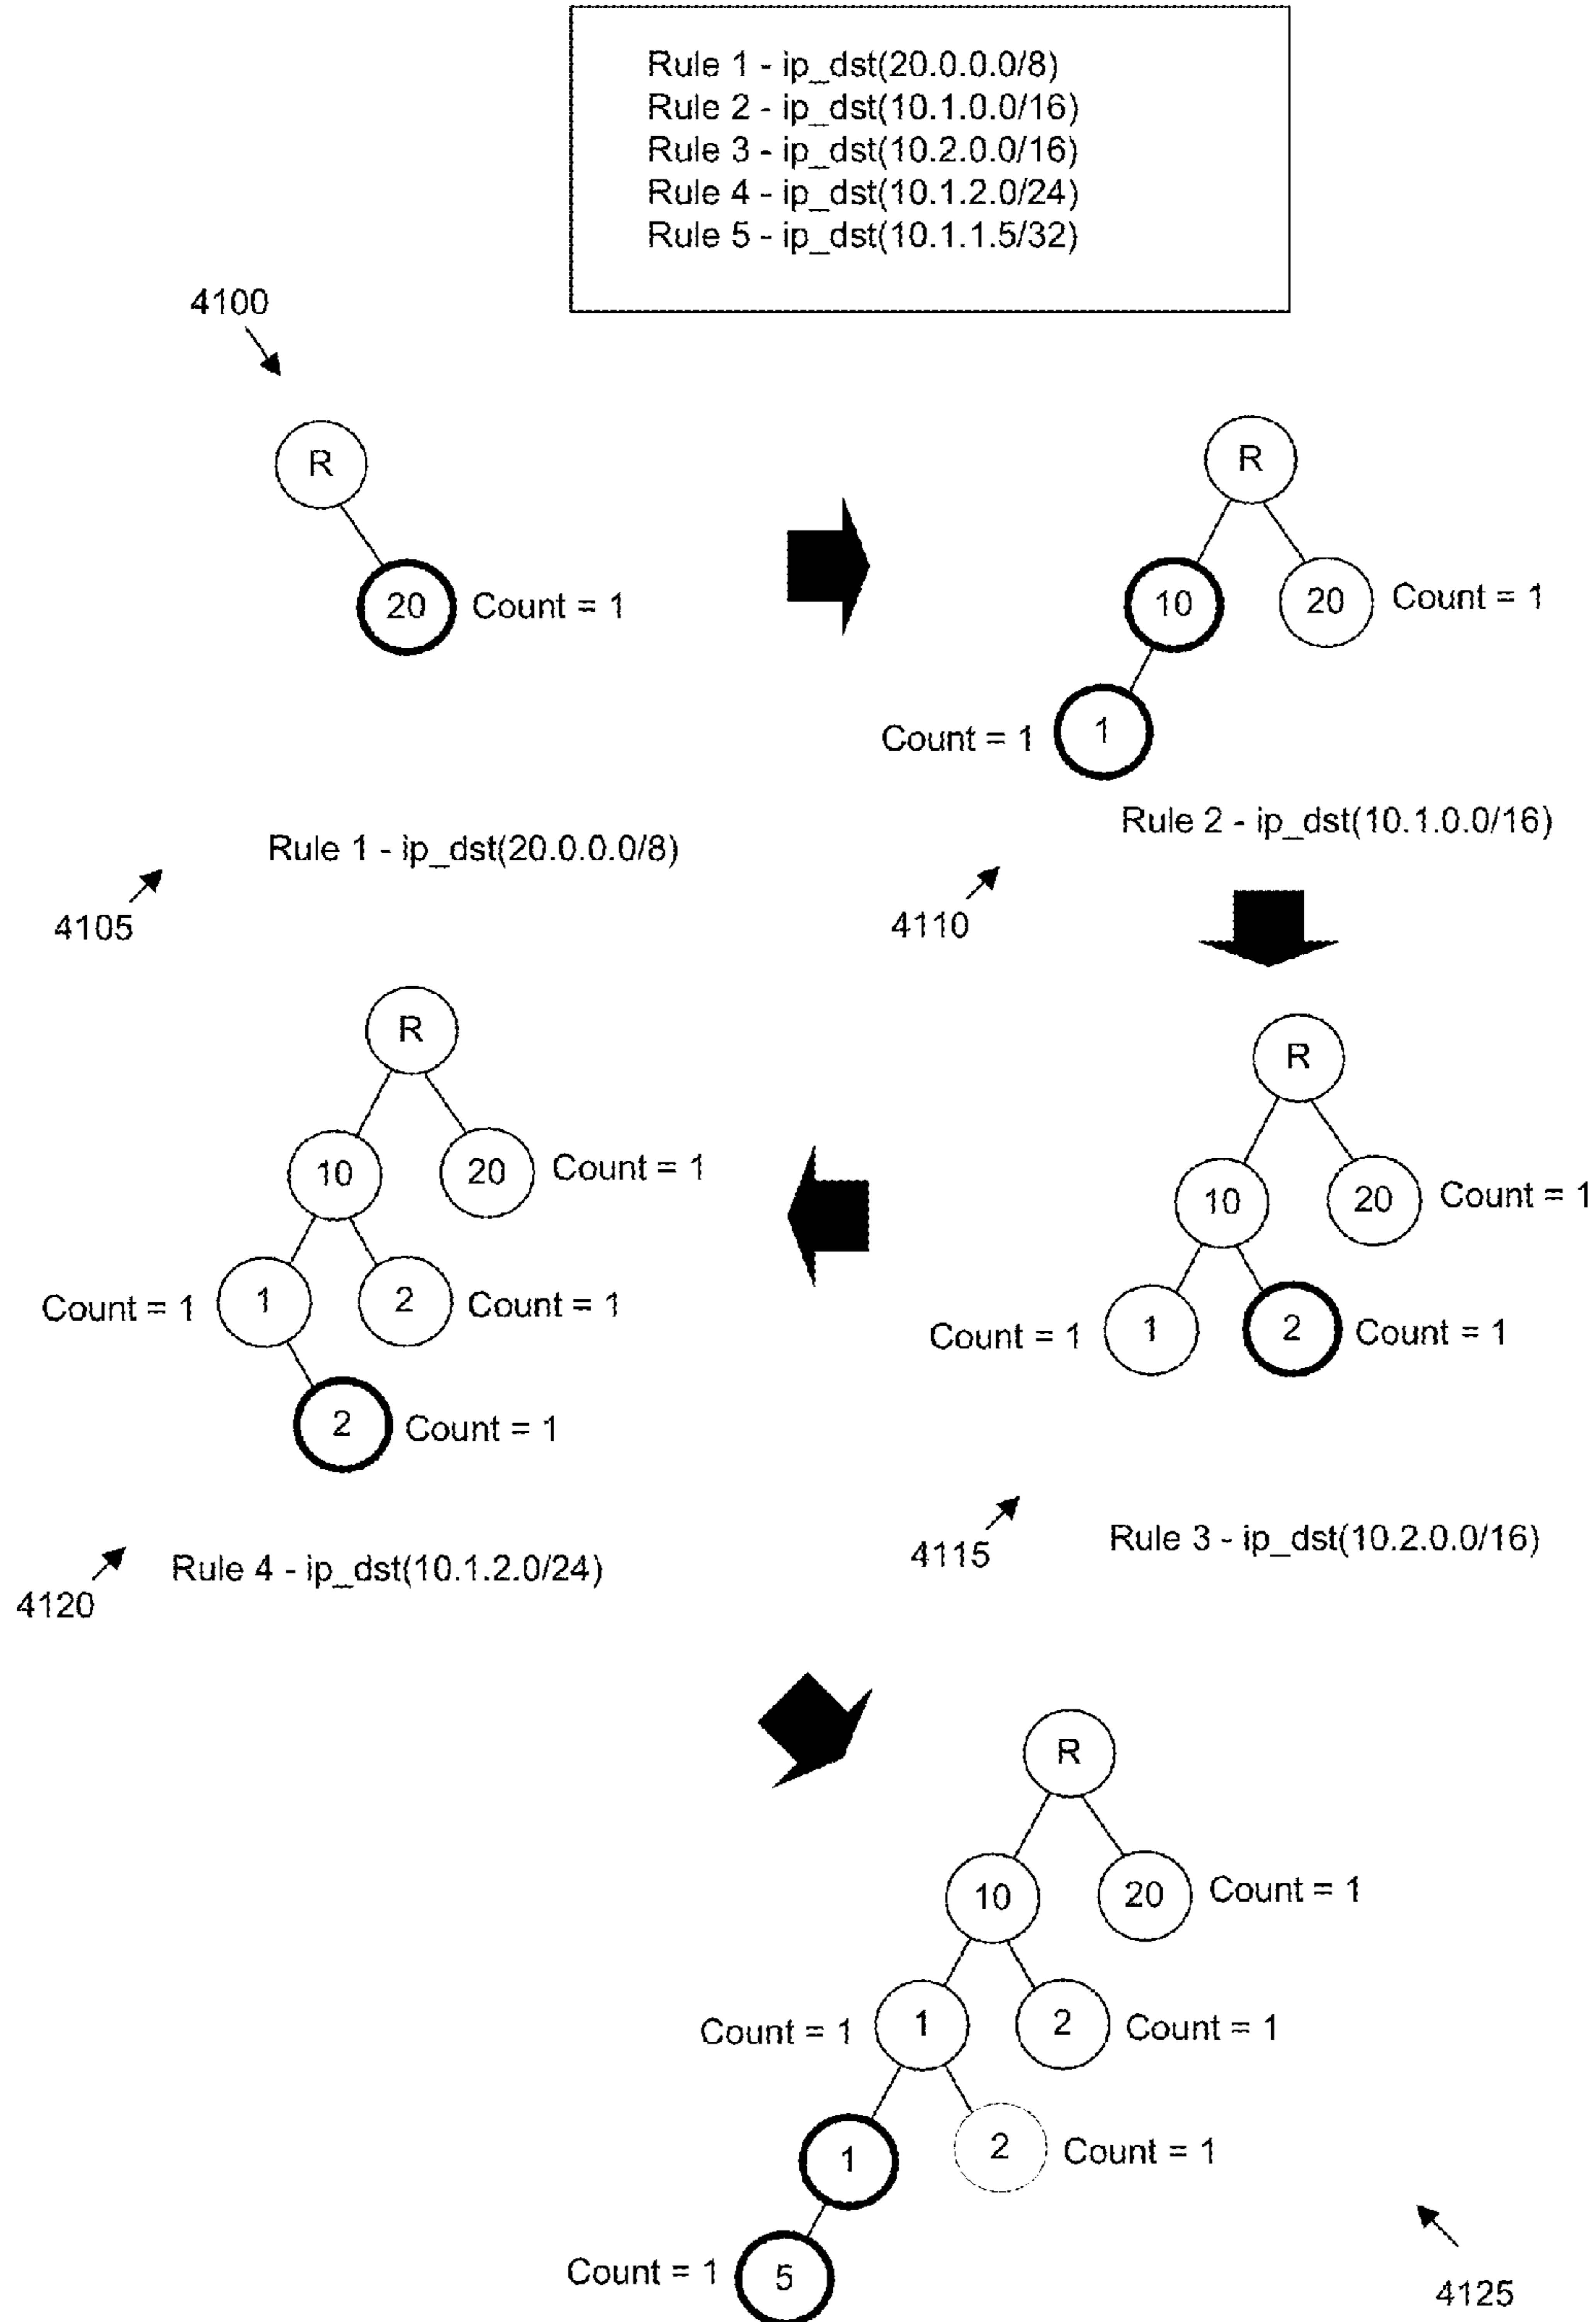 Rule 1 - ip_dst(20.0.0.0/8)
Rule 2 - ip_dst(10.1.0.0/16)
Rule 3 - ip_dst(10.2.0.0/16)
Rule 4 - ip_dst(10.1.2.0/24)
Rule 5 - ip_dst(10.1.1.5/32)
4100
R
20 Count = 1
Rule 1 - ip_dst(20.0.0.0/8)
4105
R
10 20 Count = 1
Count = 1 1
Rule 2 - ip_dst(10.1.0.0/16)
4110
R
10 20 Count = 1
Count = 1 1 2 Count = 1
Rule 3 - ip_dst(10.2.0.0/16)
4115
R
10 20 Count = 1
Count = 1 1 2 Count = 1
2 Count = 1
Rule 4 - ip_dst(10.1.2.0/24)
4120
R
10 20 Count = 1
Count = 1 1 2 Count = 1
1 2 Count = 1
Count = 1 5
4125